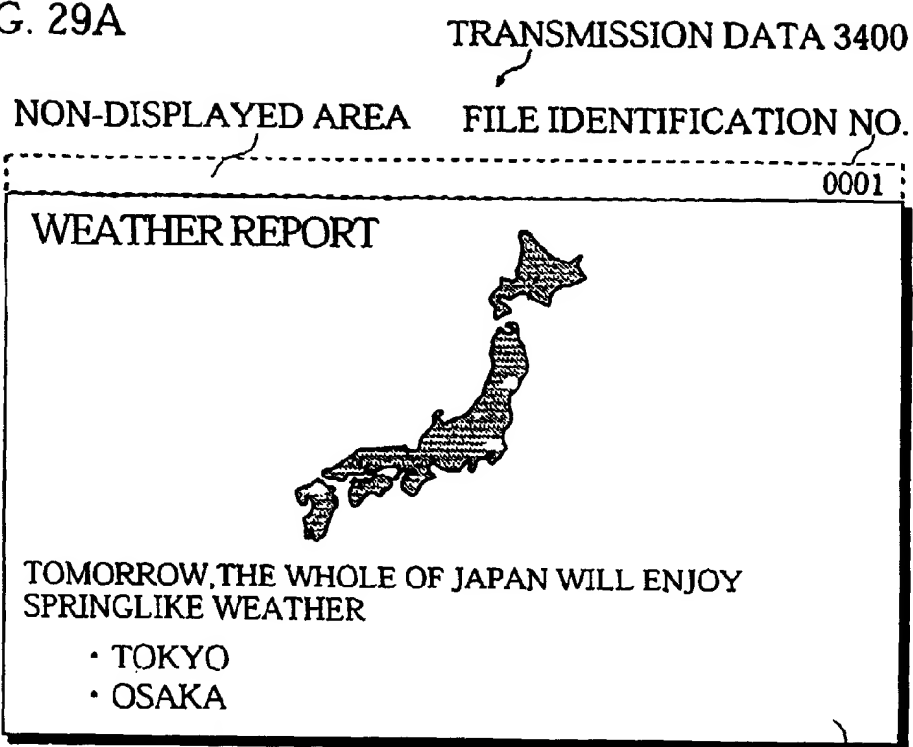 G. 29A
TRANSMISSION DATA 3400
NON-DISPLAYED AREA
FILE IDENTIFICATION NO.
0001
WEATHER REPORT
TOMORROW,THE WHOLE OF JAPAN WILL ENJOY
SPRINGLIKE WEATHER
· TOKYO
· OSAKA